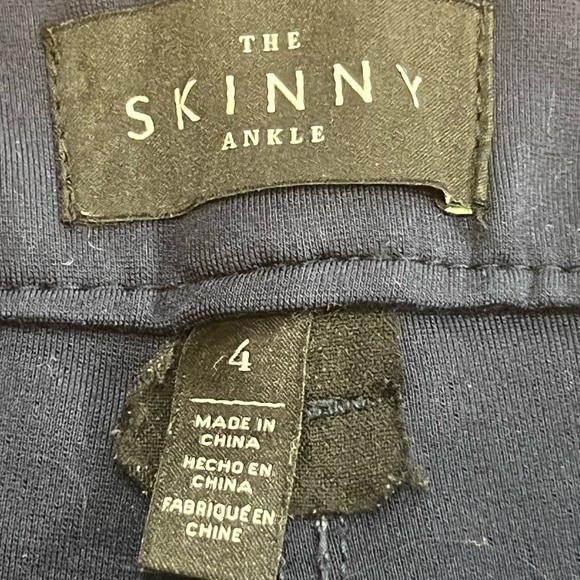 THE
SKINNY
ANKLE
4
MADE IN
CHINA
HECHO EN
CHINA
FABRIQUÉ EN
CHINE